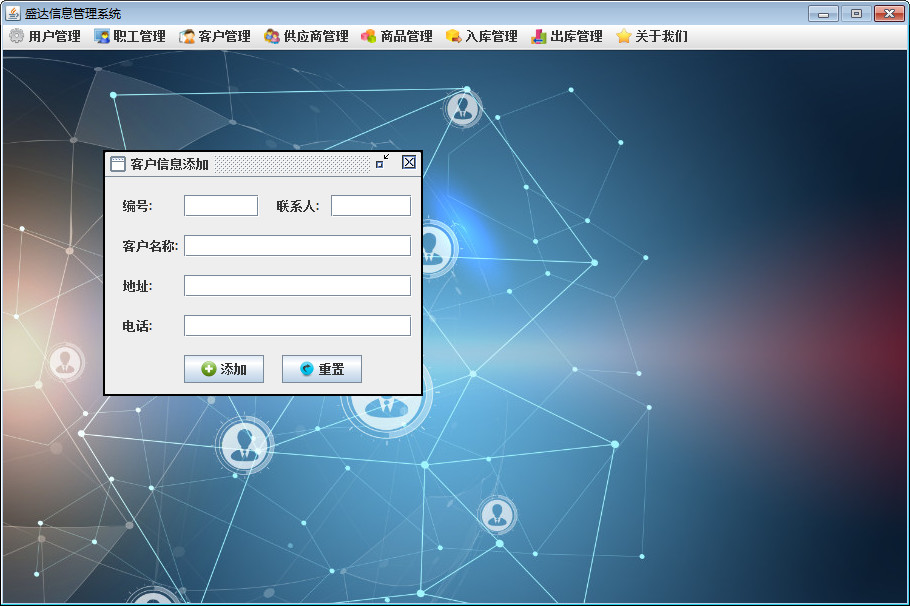 盛达信息管理系统
用户管理 职工管理 客户管理 供应商管理 商品管理 入库管理 出库管理 关于我们
客户信息添加
编号: 联系人:
客户名称:
地址:
电话:
添加 重置